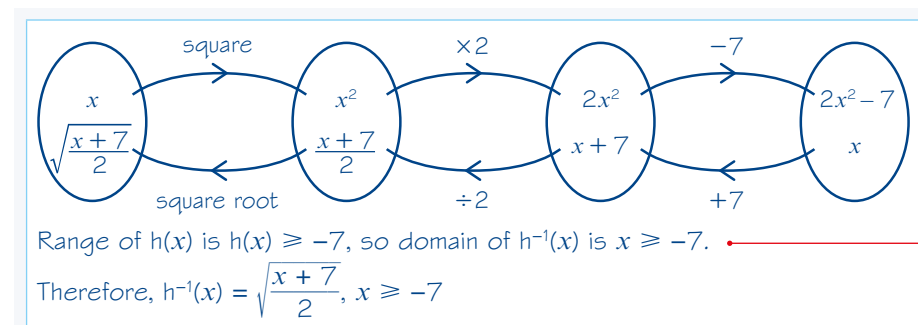 square ×2 −7
x x² 2x² 2x² − 7
√((x + 7)/2) (x + 7)/2 x + 7 x
square root ÷2 +7
Range of h(x) is h(x) ⩾ −7, so domain of h⁻¹(x) is x ⩾ −7.
Therefore, h⁻¹(x) = √((x + 7)/2), x ⩾ −7